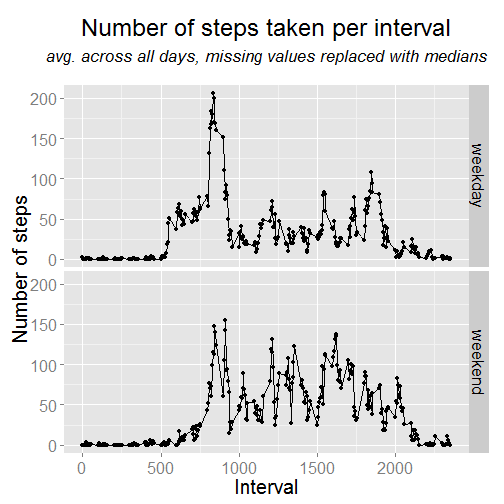 Number of steps taken per interval
avg. across all days, missing values replaced with medians
Number of steps
200
150
100
50
0
weekday
200
150
100
50
0
weekend
0 500 1000 1500 2000
Interval